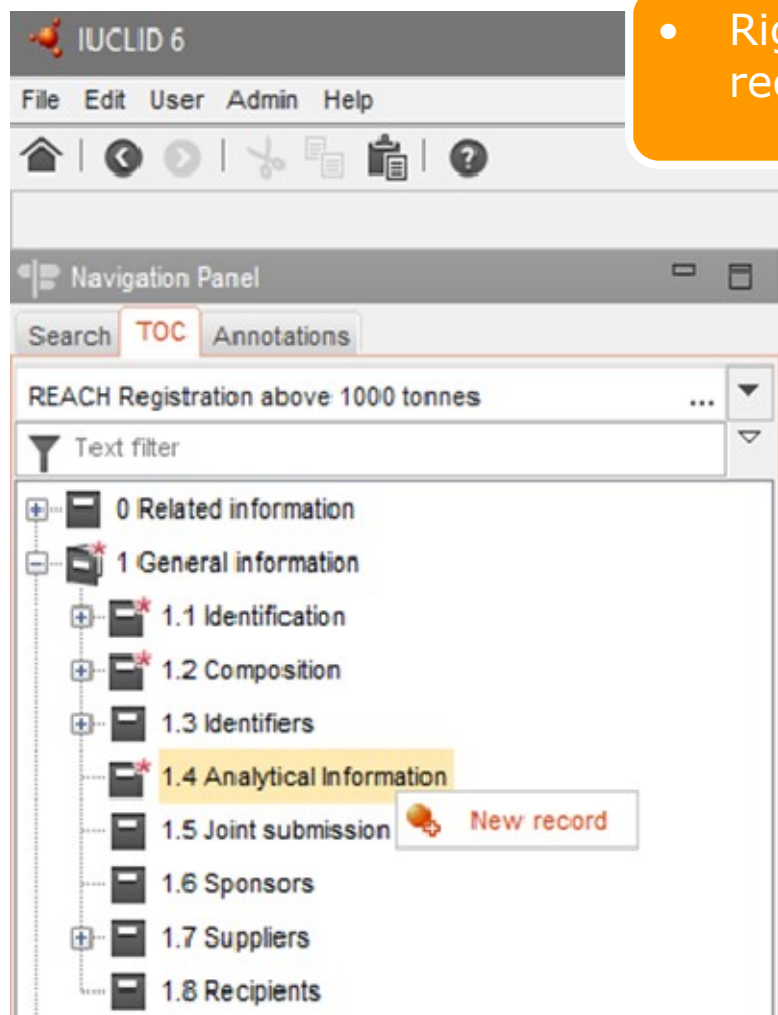 IUCLID 6
File Edit User Admin Help
Navigation Panel
Search TOC Annotations
REACH Registration above 1000 tonnes ...
Text filter
0 Related information
1 General information
1.1 Identification
1.2 Composition
1.3 Identifiers
1.4 Analytical Information
New record
1.5 Joint submission
1.6 Sponsors
1.7 Suppliers
1.8 Recipients